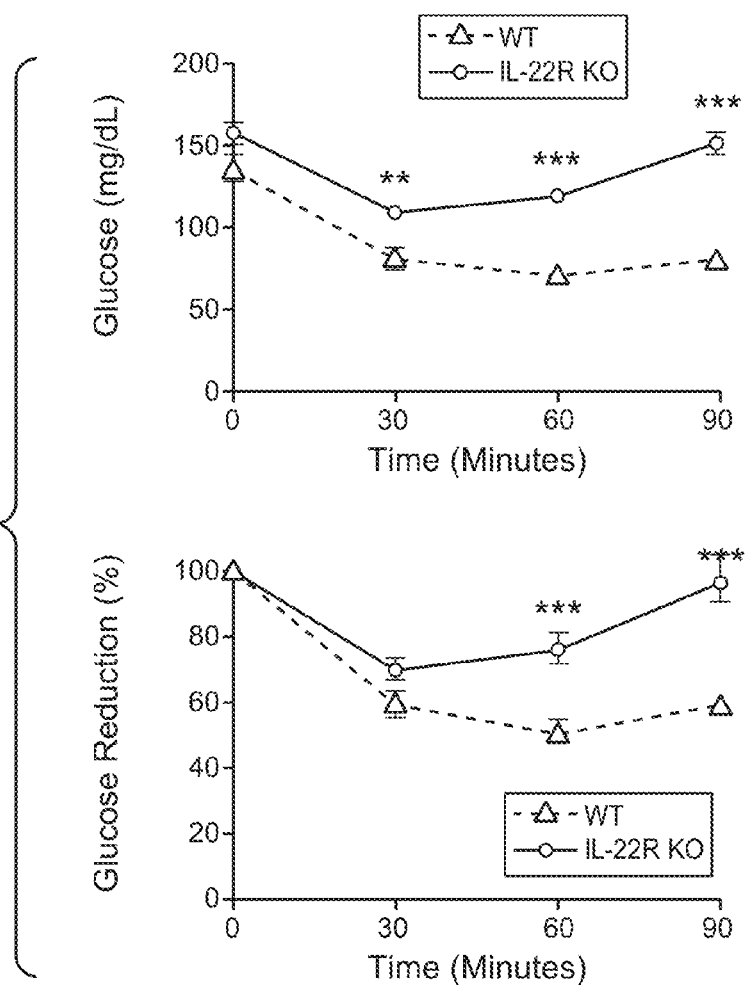 WT
IL-22R KO
200
150
100
50
0
Glucose (mg/dL)
**
***
***
0 30 60 90
Time (Minutes)
100
80
60
40
20
0
Glucose Reduction (%)
***
***
WT
IL-22R KO
0 30 60 90
Time (Minutes)